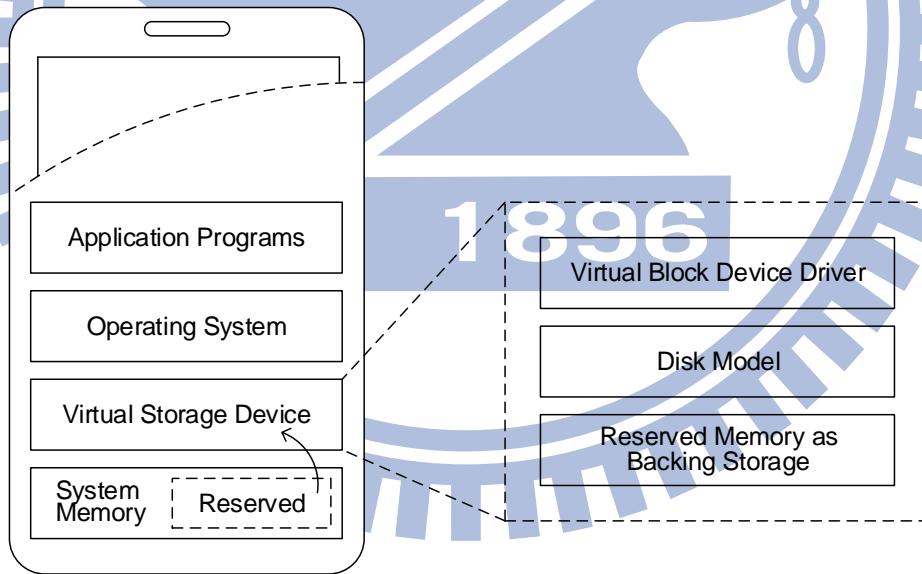 8
1896
Application Programs
Operating System
Virtual Storage Device
System
Memory
Reserved
Virtual Block Device Driver
Disk Model
Reserved Memory as
Backing Storage